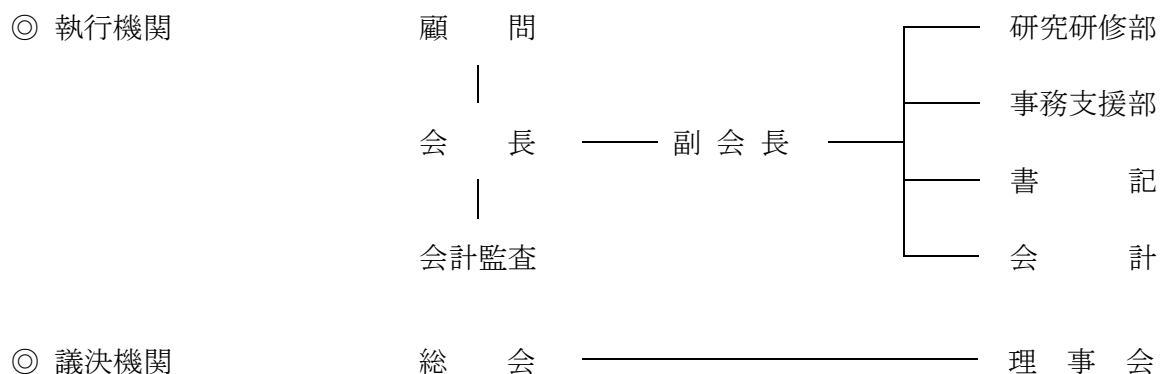 ◎ 執行機関 顧 問 研究研修部
事務支援部
会 長 副 会 長
書 記
会計監査 会 計
◎ 議決機関 総 会 理 事 会